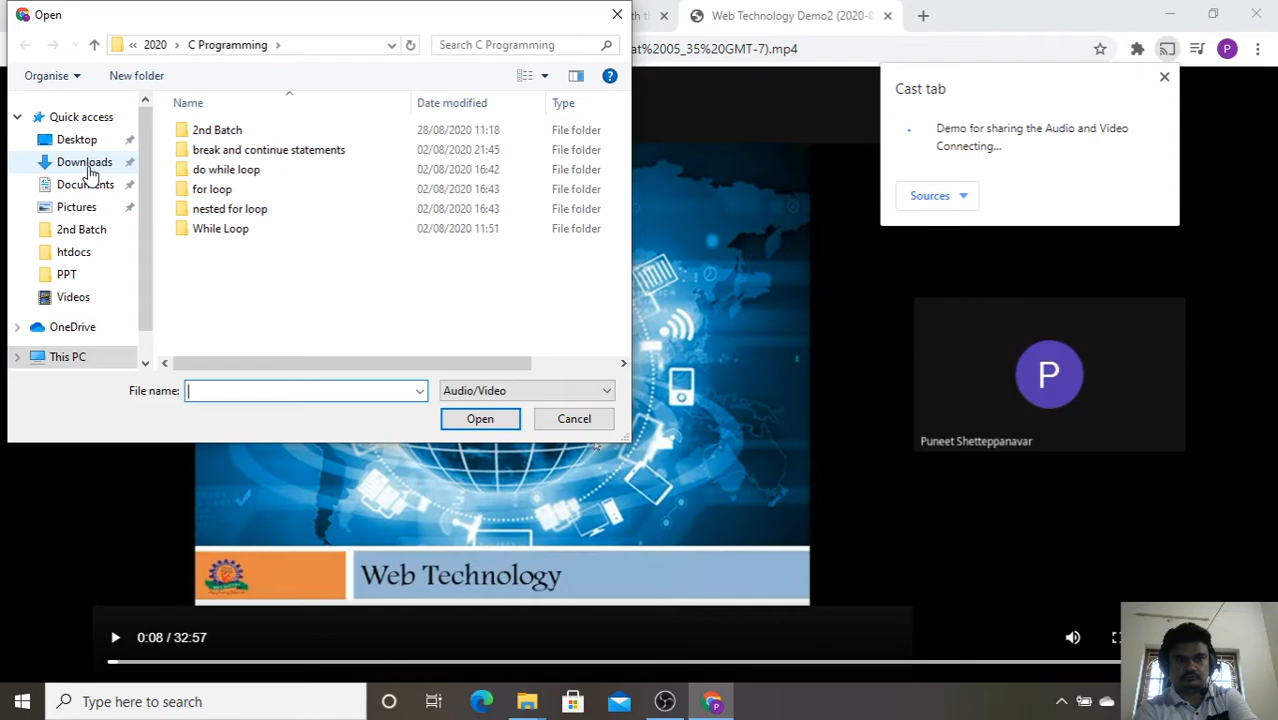 Open
th t
Web Technology Demo2 (2020-0
2020 > C Programming >
Search C Programming
at%2005_35%20GMT-7).mp4
P
Organise
New folder
Cast tab
Demo for sharing the Audio and Video
Connecting...
Sources
Quick access
Desktop
Downloads
Documents
Pictures
2nd Batch
htdocs
PPT
Videos
OneDrive
This PC
Name Date modified Type
2nd Batch 28/08/2020 11:18 File folder
break and continue statements 02/08/2020 21:45 File folder
do while loop 02/08/2020 16:42 File folder
for loop 02/08/2020 16:43 File folder
nested for loop 02/08/2020 16:43 File folder
While Loop 02/08/2020 11:51 File folder
File name:
Audio/Video
Open
Cancel
P
Puneet Shetteppanavar
Web Technology
0:08 / 32:57
Type here to search